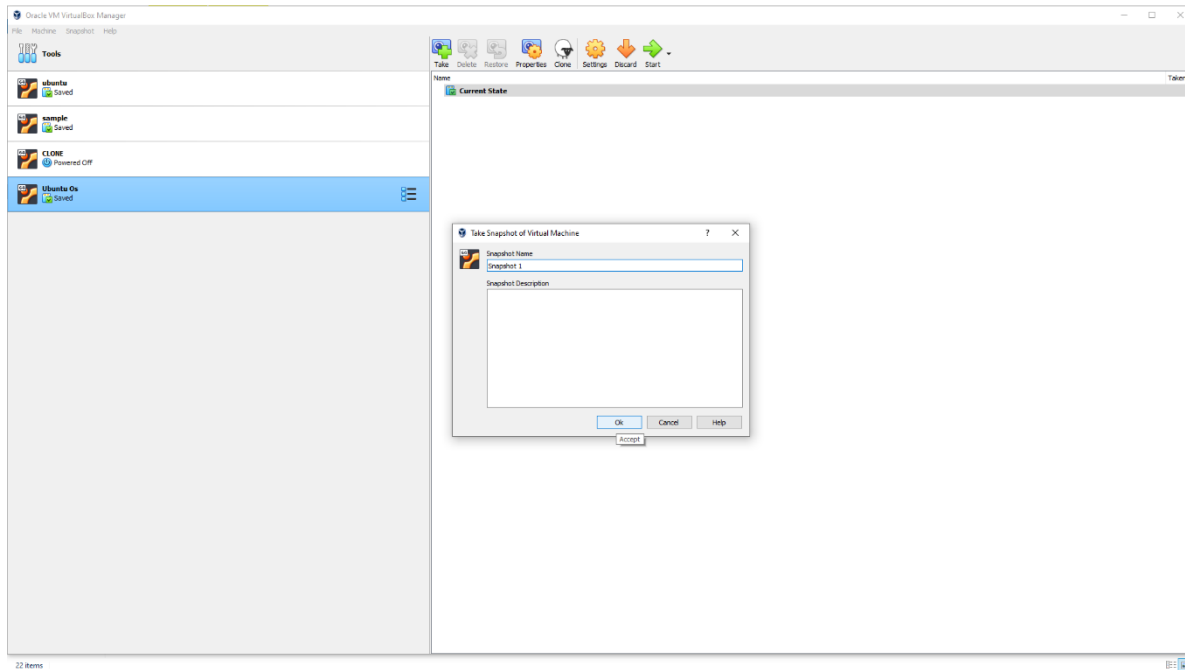 Oracle VM VirtualBox Manager
File Machine Snapshot Help
Tools
Take Delete Restore Properties Clone Settings Discard Start
Name Taken
Current State
ubuntu
Saved
sample
Saved
CLONE
Powered Off
Ubuntu Os
Saved
Take Snapshot of Virtual Machine ?
Snapshot Name
Snapshot 1
Snapshot Description
Ok Cancel Help
Accept
22 items